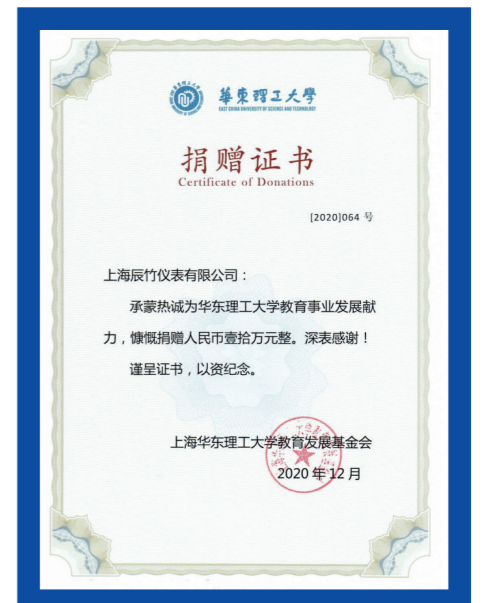 華東理工大學
EAST CHINA UNIVERSITY OF SCIENCE AND TECHNOLOGY
捐赠证书
Certificate of Donations
[2020]064 号
上海辰竹仪表有限公司：
承蒙热诚为华东理工大学教育事业发展献
力，慷慨捐赠人民币壹拾万元整。深表感谢！
谨呈证书，以资纪念。
上海华东理工大学教育发展基金会
2020 年 12 月